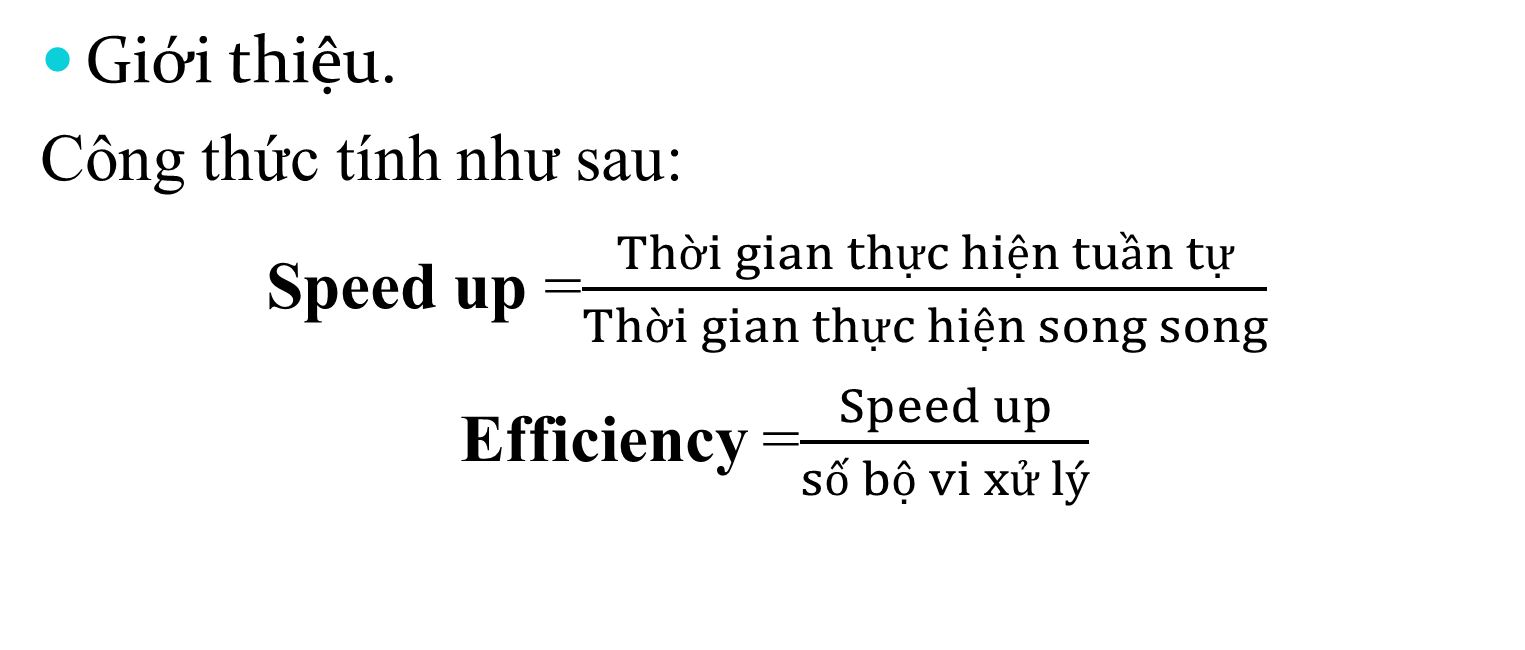 • Giới thiệu.
Công thức tính như sau:
Thời gian thực hiện tuần tự
Speed up =
Thời gian thực hiện song song
Speed up
Efficiency =
số bộ vi xử lý